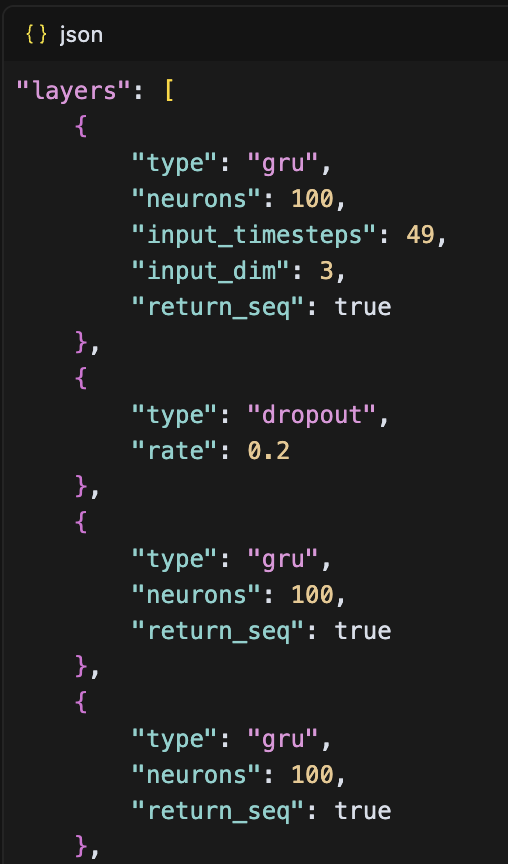 {} json
"layers": [
    {
        "type": "gru",
        "neurons": 100,
        "input_timesteps": 49,
        "input_dim": 3,
        "return_seq": true
    },
    {
        "type": "dropout",
        "rate": 0.2
    },
    {
        "type": "gru",
        "neurons": 100,
        "return_seq": true
    },
    {
        "type": "gru",
        "neurons": 100,
        "return_seq": true
    },